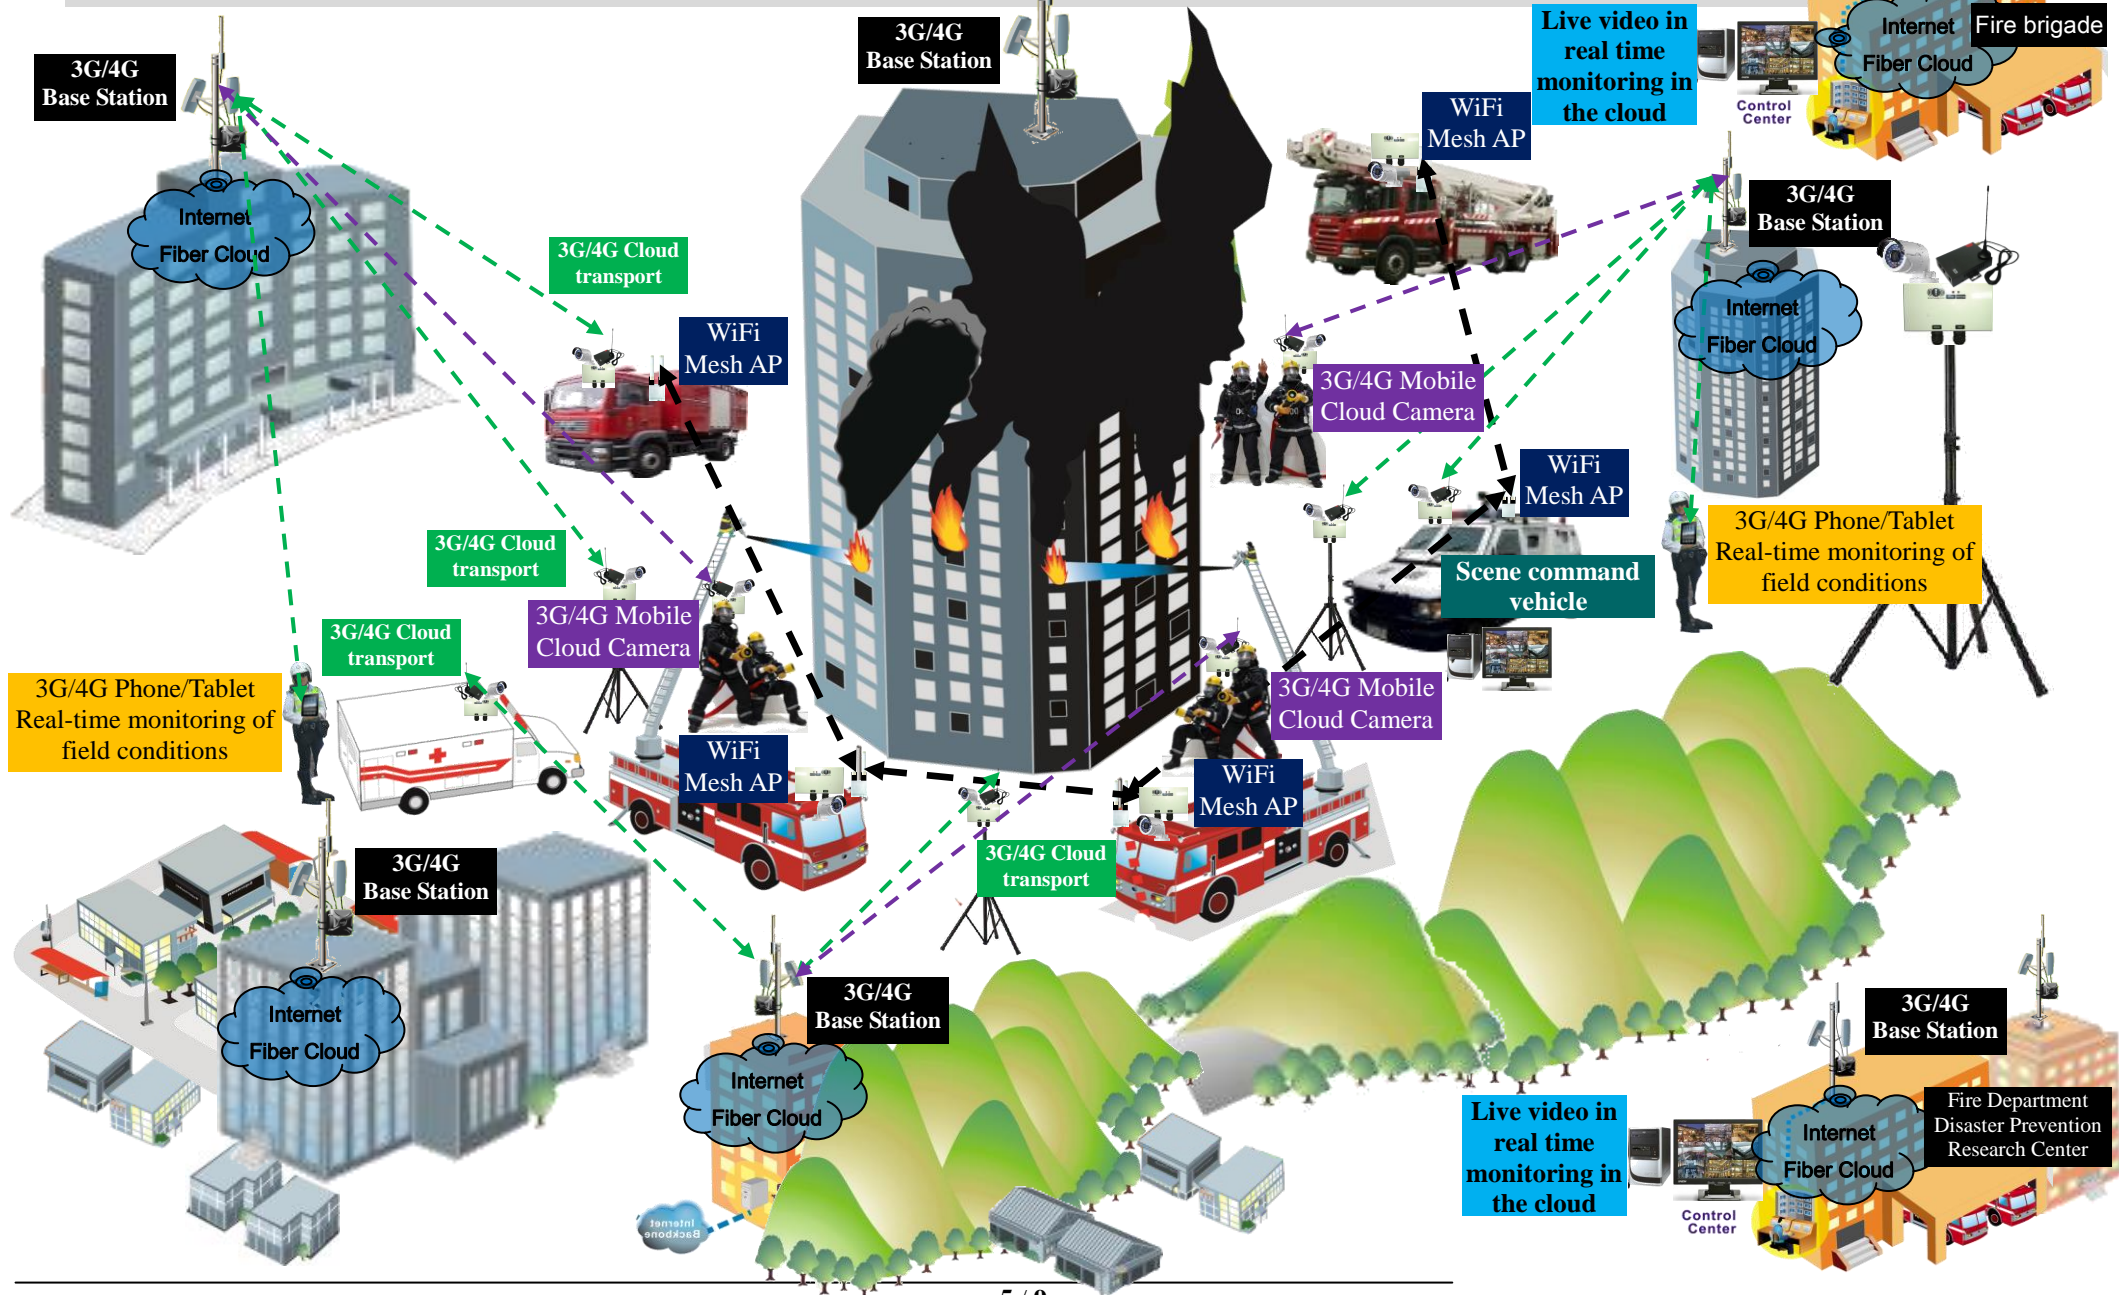 3G/4G
Base Station
3G/4G
Base Station
Live video in
real time
monitoring in
the cloud
Control
Center
Internet
Fiber Cloud
Fire brigade
WiFi
Mesh AP
3G/4G
Base Station
Internet
Fiber Cloud
3G/4G Cloud
transport
WiFi
Mesh AP
Internet
Fiber Cloud
3G/4G Mobile
Cloud Camera
WiFi
Mesh AP
3G/4G Phone/Tablet
Real-time monitoring of
field conditions
3G/4G Cloud
transport
Scene command
vehicle
3G/4G Mobile
Cloud Camera
3G/4G Cloud
transport
3G/4G Phone/Tablet
Real-time monitoring of
field conditions
3G/4G Mobile
Cloud Camera
WiFi
Mesh AP
WiFi
Mesh AP
3G/4G Cloud
transport
3G/4G
Base Station
Internet
Fiber Cloud
3G/4G
Base Station
Internet
Fiber Cloud
Internet
Backbone
3G/4G
Base Station
Live video in
real time
monitoring in
the cloud
Control
Center
Internet
Fiber Cloud
Fire Department
Disaster Prevention
Research Center
5 / 9